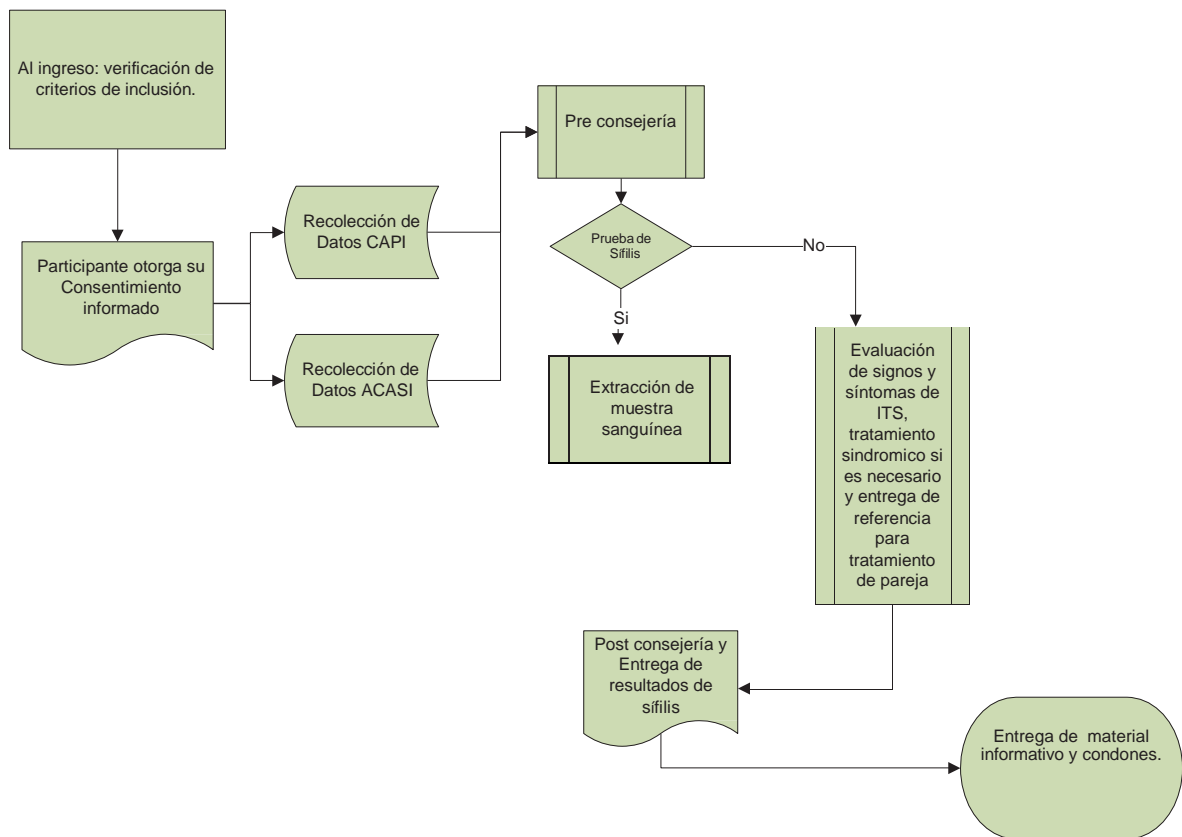 Al ingreso: verificación de
criterios de inclusión.
Participante otorga su
Consentimiento
informado
Recolección de
Datos CAPI
Recolección de
Datos ACASI
Pre consejería
Prueba de
Sífilis
No
Si
Extracción de
muestra
sanguínea
Evaluación
de signos y
síntomas de
ITS,
tratamiento
sindromico si
es necesario
y entrega de
referencia
para
tratamiento
de pareja
Post consejería y
Entrega de
resultados de
sífilis
Entrega de material
informativo y condones.